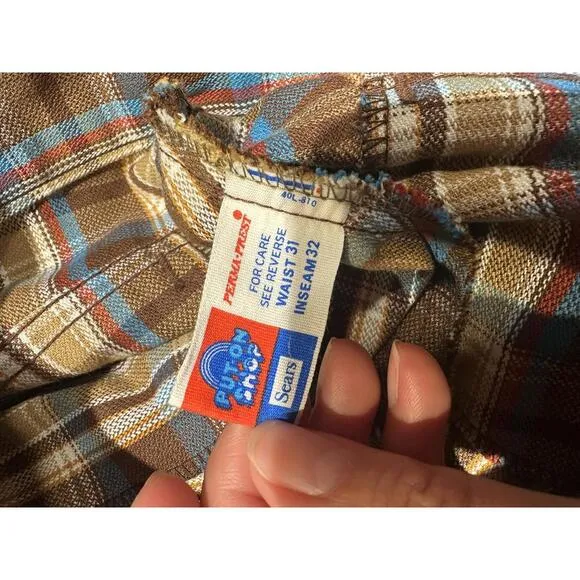 40L-810
PERMA-PREST
FOR CARE
SEE REVERSE
WAIST 31
INSEAM 32
PUT-ON
SHOP
Sears